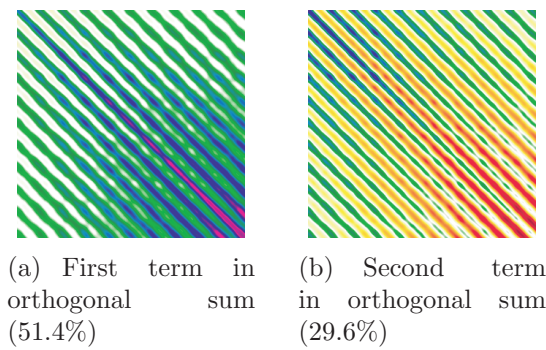 (a) First term in
orthogonal sum
(51.4%)
(b) Second term
in orthogonal sum
(29.6%)